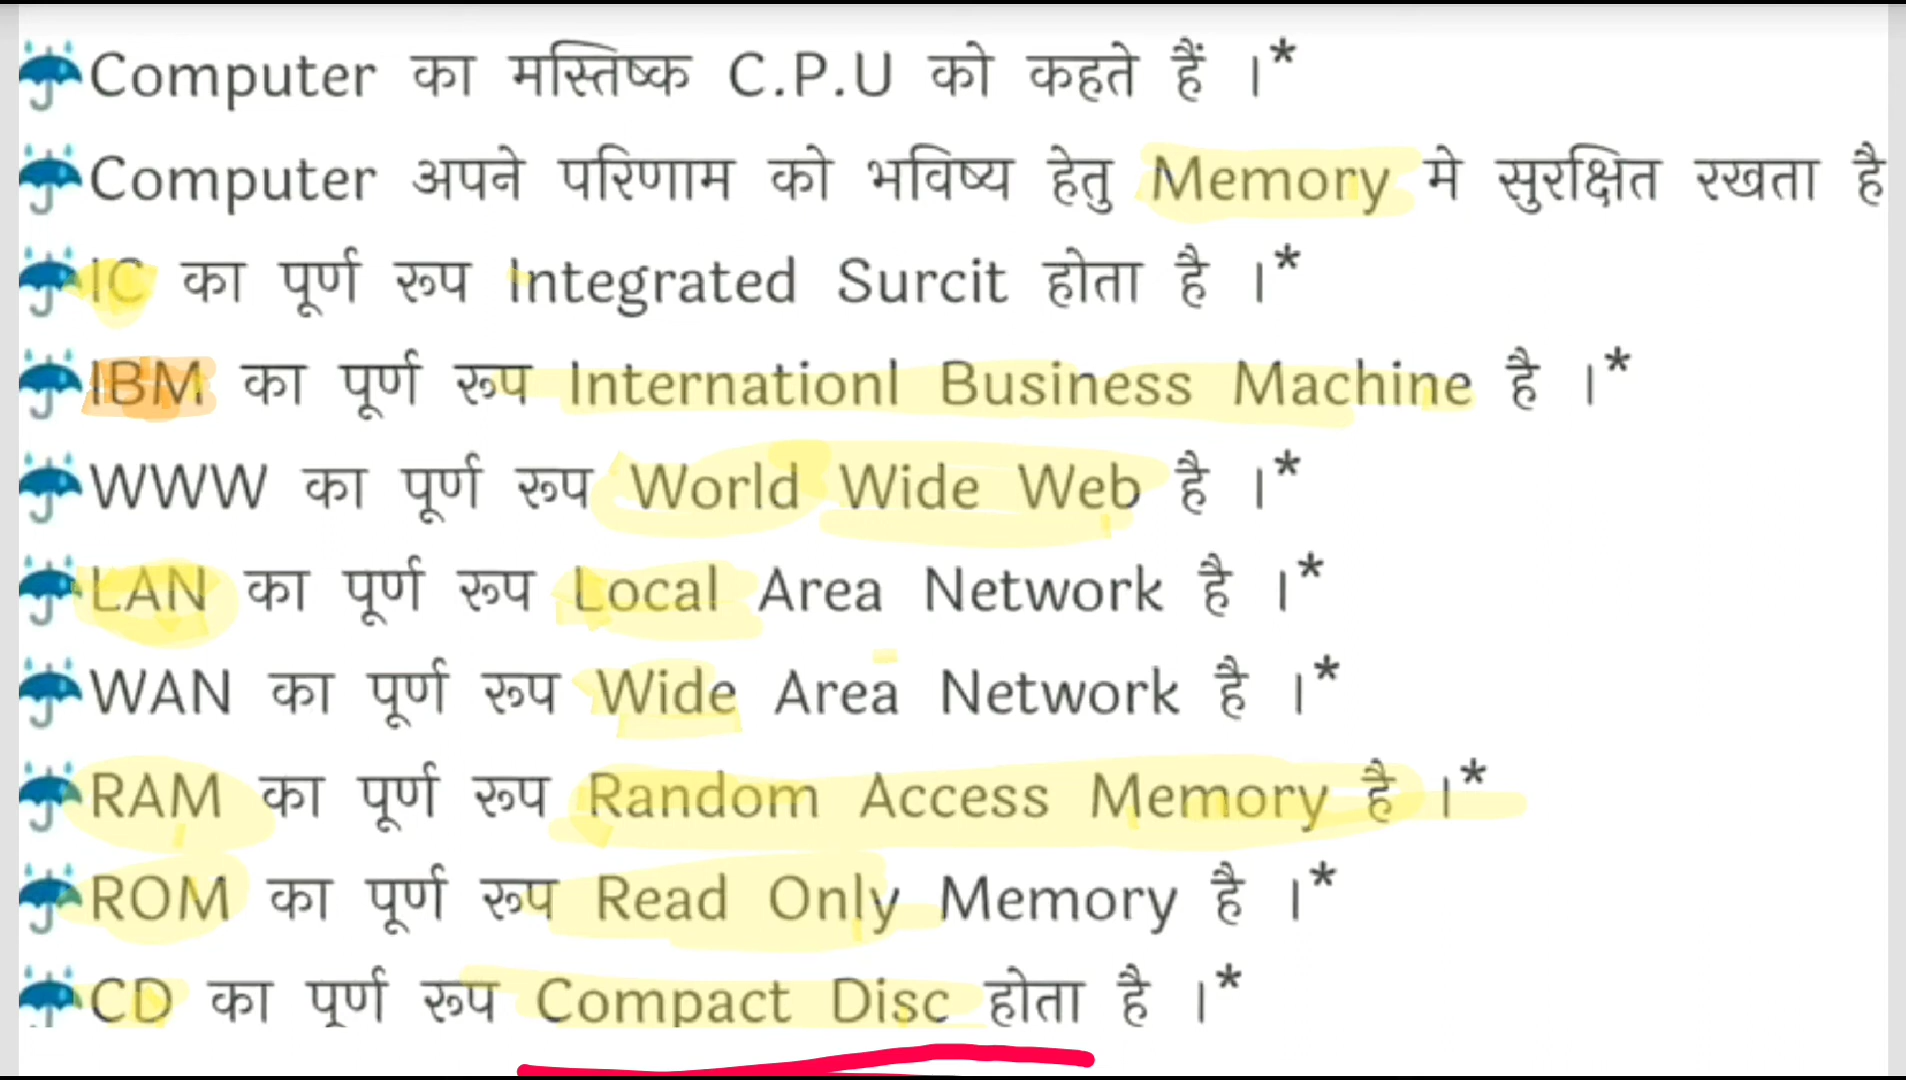 Computer का मस्तिष्क C.P.U को कहते हैं ।*
Computer अपने परिणाम को भविष्य हेतु Memory मे सुरक्षित रखता है
IC का पूर्ण रूप Integrated Surcit होता है ।*
IBM का पूर्ण रूप Internationl Business Machine है ।*
WWW का पूर्ण रूप World Wide Web है ।*
LAN का पूर्ण रूप Local Area Network है ।*
WAN का पूर्ण रूप Wide Area Network है ।*
RAM का पूर्ण रूप Random Access Memory है ।*
ROM का पूर्ण रूप Read Only Memory है ।*
CD का पूर्ण रूप Compact Disc होता है ।*